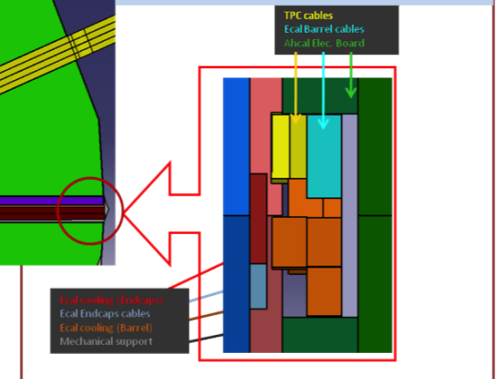 TPC cables
Ecal Barrel cables
Ahcal Elec. Board
Ecal cooling (Endcaps)
Ecal Endcaps cables
Ecal cooling (Barrel)
Mechanical support